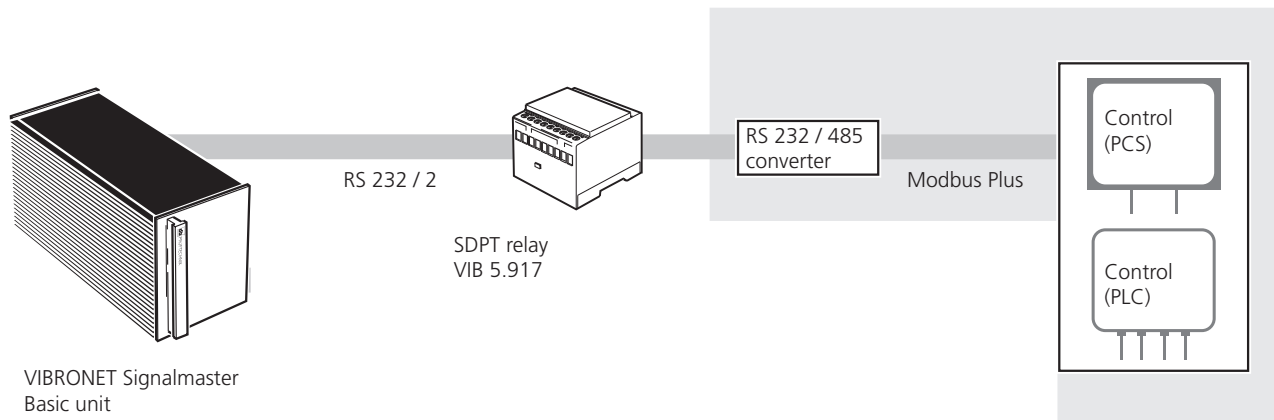 Control
(PCS)
RS 232 / 485
converter
RS 232 / 2
Modbus Plus
SDPT relay
VIB 5.917
Control
(PLC)
VIBRONET Signalmaster
Basic unit